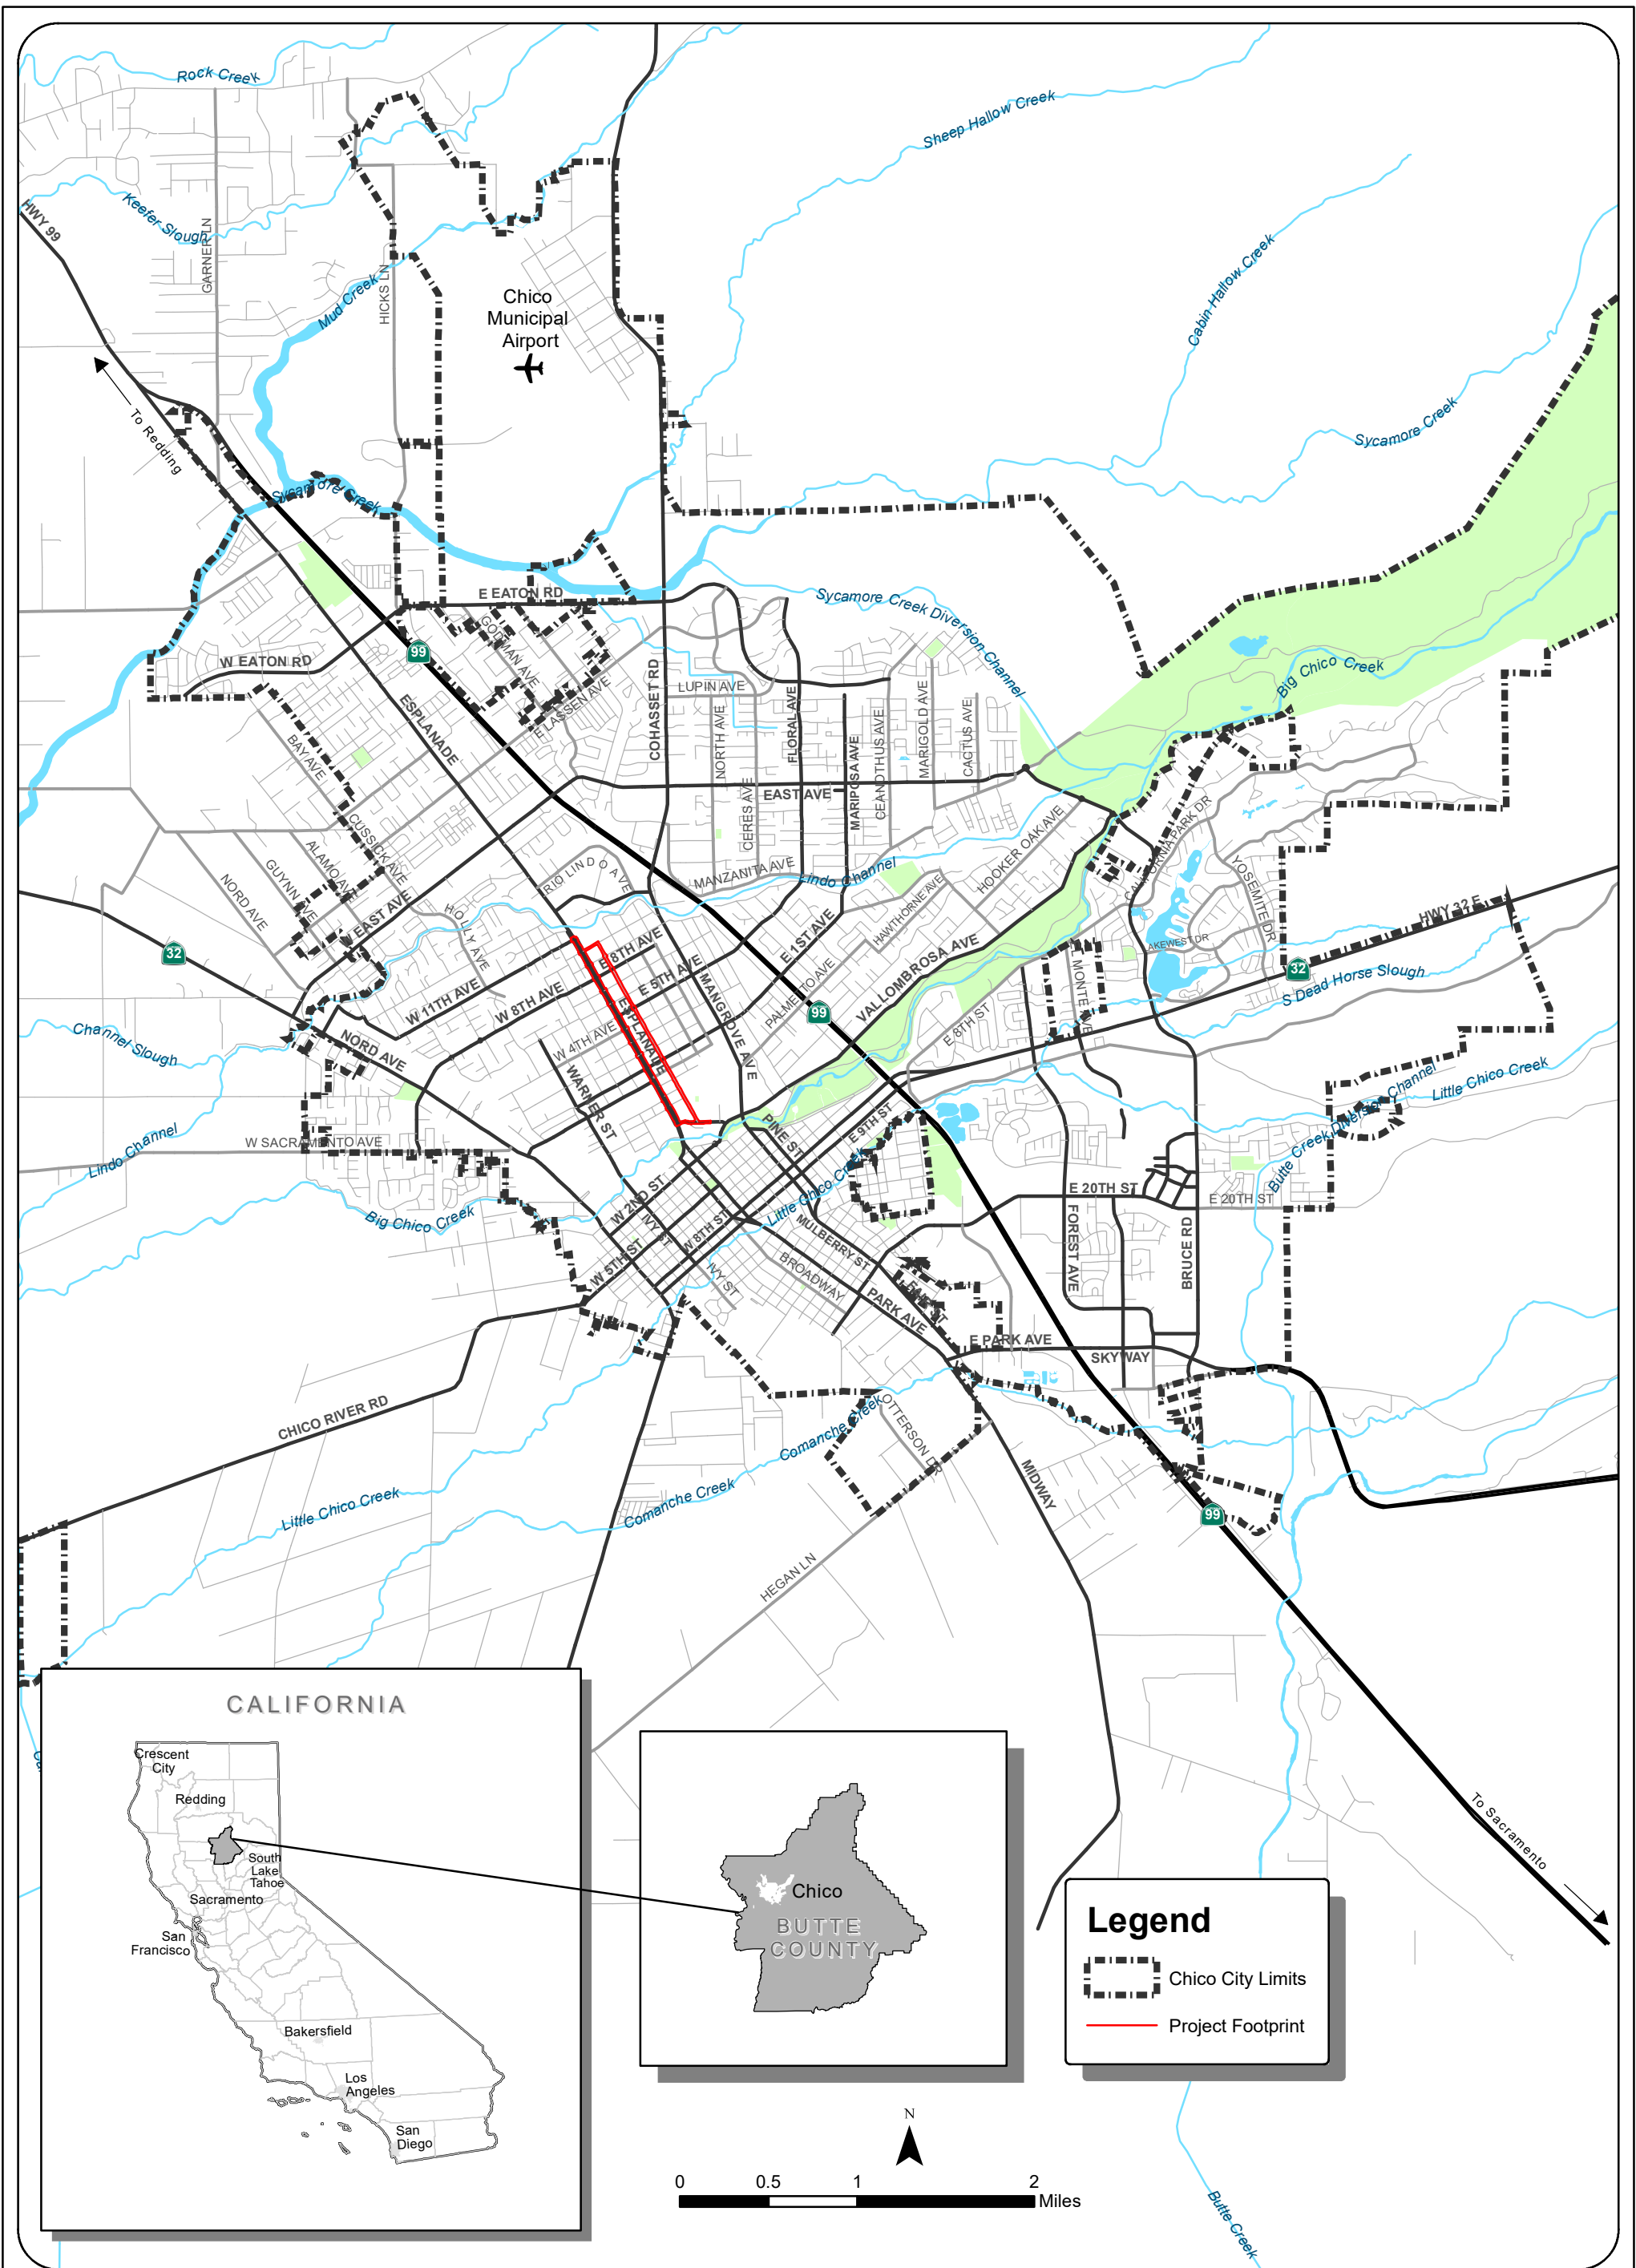 Rock Creek
Sheep Hallow Creek
Keefer Slough
HWY 99
GARNER LN
Cabin Hallow Creek
Mud Creek
HICKS LN
Chico
Municipal
Airport
To Redding
Sycamore Creek
Sycamore Creek
E EATON RD
Sycamore Creek Diversion Channel
GODMAN AVE
99
W EATON RD
Big Chico Creek
E LASSEN AVE
LUPIN AVE
COHASSET RD
ESPLANADE
NORTH AVE
FLORAL AVE
MARIGOLD AVE
CACTUS AVE
CEANOTHUS AVE
MARIPOSA AVE
BAY AVE
EAST AVE
CERES AVE
CUSSICK AVE
CALIFORNIA PARK DR
HOOKER OAK AVE
RIO LINDO AVE
MANZANITA AVE
Lindo Channel
ALAMO AVE
GUYNN AVE
NORD AVE
YOSEMITE DR
HAWTHORNE AVE
W EAST AVE
HOLLY AVE
HWY 32 E
E 1ST AVE
32
E 8TH AVE
VALLOMBROSA AVE
AKEWEST DR
32
E 5TH AVE
S Dead Horse Slough
PALMETTO AVE
W 11TH AVE
W 8TH AVE
MANGROVE AVE
99
ESPLANADE
E 8TH ST
Channel Slough
W 4TH AVE
NORD AVE
WARNER ST
Little Chico Creek
Butte Creek Diversion Channel
W SACRAMENTO AVE
Lindo Channel
PINE ST
E 9TH ST
Little Chico Creek
E 20TH ST
E 20TH ST
W 2ND ST
IVY ST
Big Chico Creek
W 8TH ST
MULBERRY ST
FOREST AVE
BRUCE RD
W 5TH ST
IVY ST
BROADWAY
PARK AVE
E PARK AVE
SKYWAY
CHICO RIVER RD
OTTERSON DR
Comanche Creek
MIDWAY
Little Chico Creek
Comanche Creek
99
HEGAN LN
CALIFORNIA
Crescent
City
Redding
South
Lake
Tahoe
Sacramento
San
Francisco
Bakersfield
Los
Angeles
San
Diego
Chico
BUTTE
COUNTY
To Sacramento
Legend
Chico City Limits
Project Footprint
N
0 0.5 1 2
Miles
Butte Creek